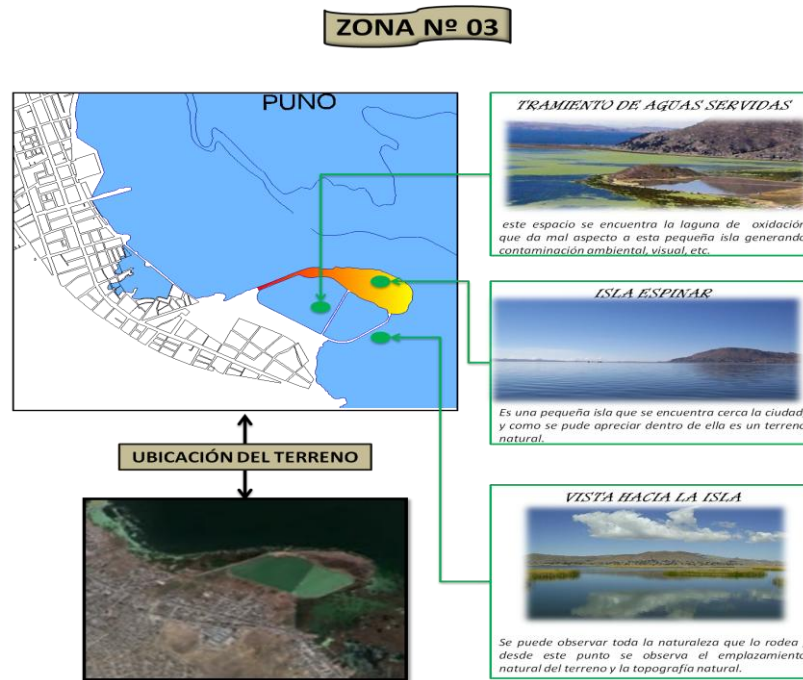 ZONA Nº 03
PUNO
TRAMIENTO DE AGUAS SERVIDAS
este espacio se encuentra la laguna de oxidación
que da mal aspecto a esta pequeña isla generando
contaminación ambiental, visual, etc.
ISLA ESPINAR
Es una pequeña isla que se encuentra cerca la ciudad
y como se pude apreciar dentro de ella es un terreno
natural.
UBICACIÓN DEL TERRENO
VISTA HACIA LA ISLA
Se puede observar toda la naturaleza que lo rodea
desde este punto se observa el emplazamiento
natural del terreno y la topografía natural.